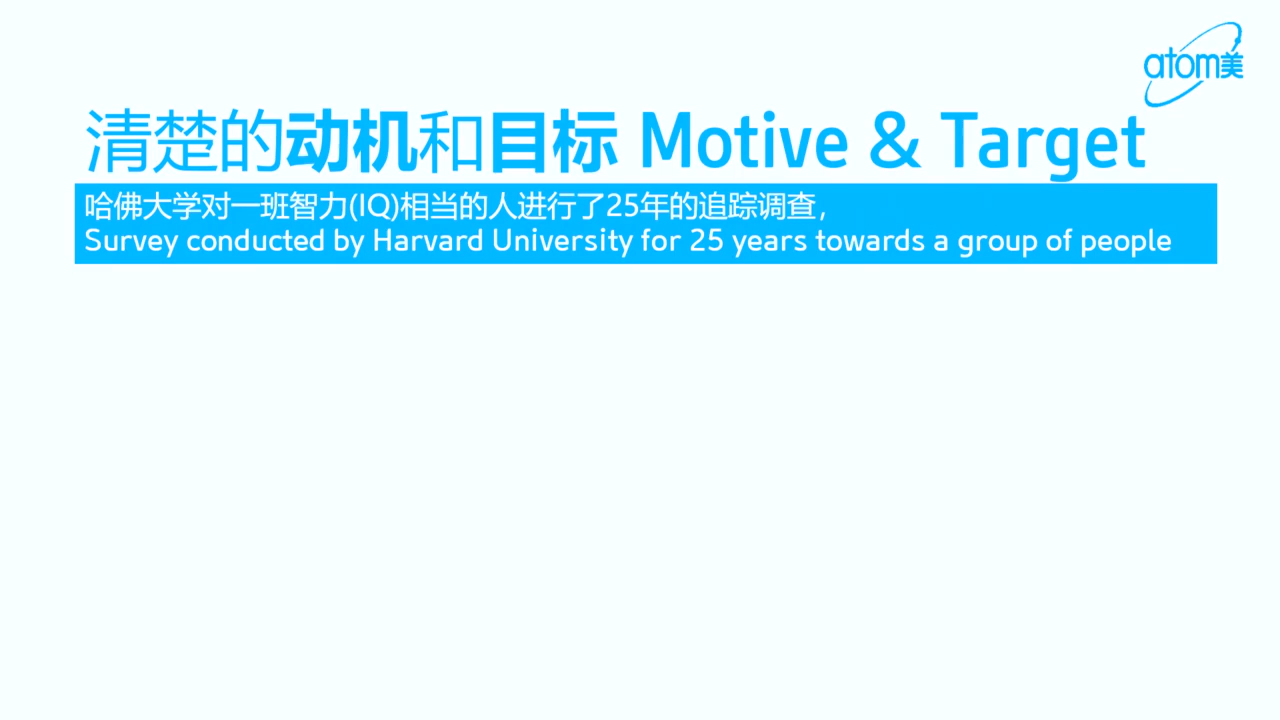 atom美
清楚的动机和目标 Motive & Target
哈佛大学对一班智力(IQ)相当的人进行了25年的追踪调查，
Survey conducted by Harvard University for 25 years towards a group of people